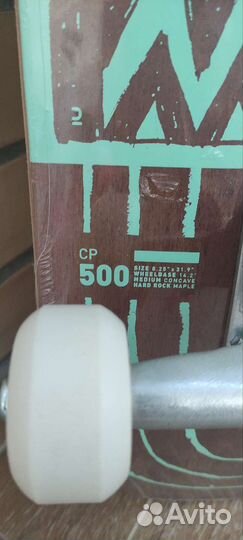 CP
500
SIZE 8.25" x 31.9"
WHEELBASE 14.2"
MEDIUM CONCAVE
HARD ROCK MAPLE
Avito